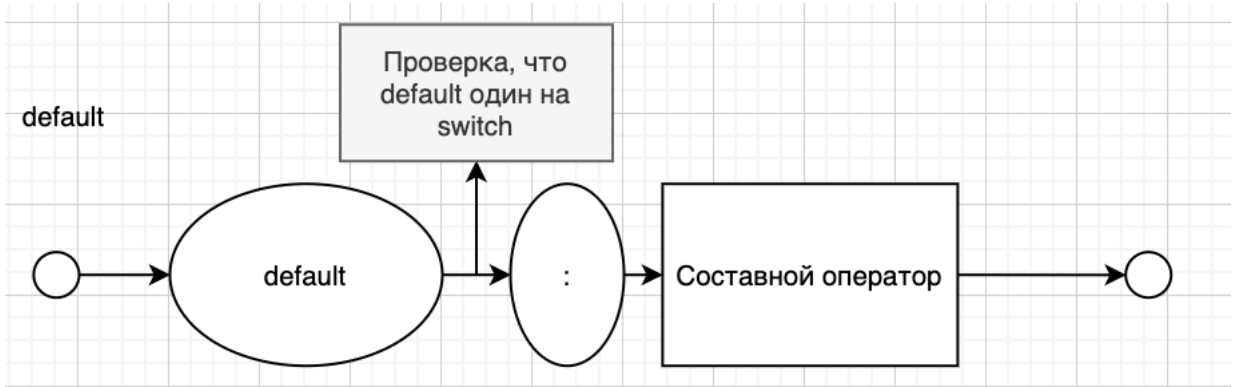 Проверка, что
default один на
switch
default
default
:
Составной оператор